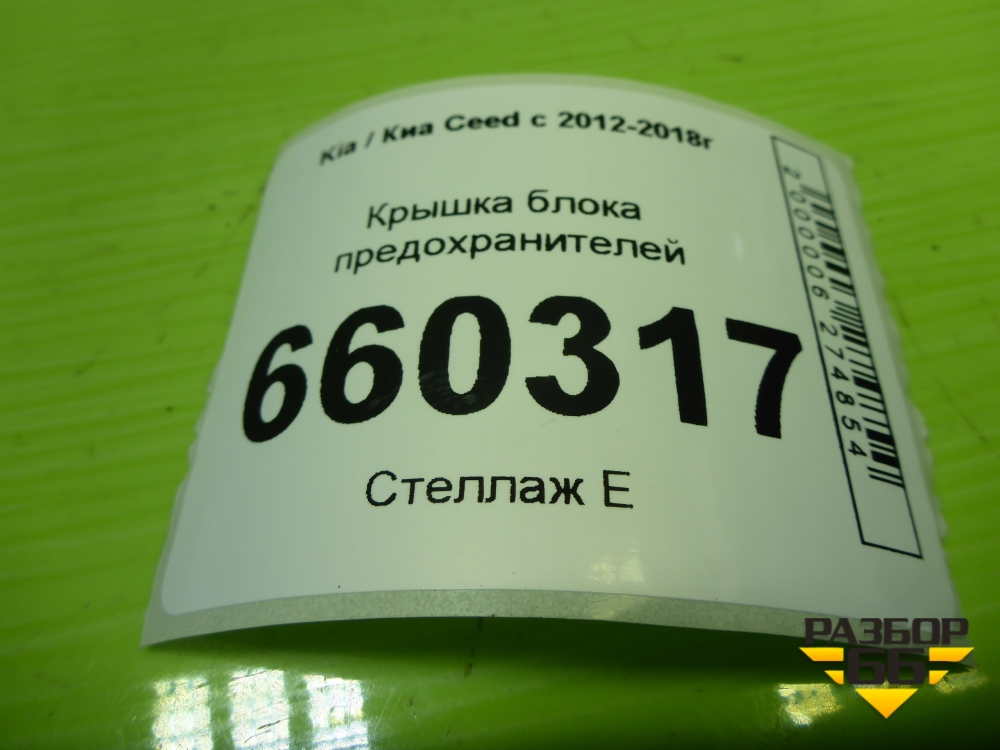 Kia / Киа Ceed с 2012-2018г
Крышка блока
предохранителей
660317
Стеллаж Е
2000006274854
РАЗБОР
66